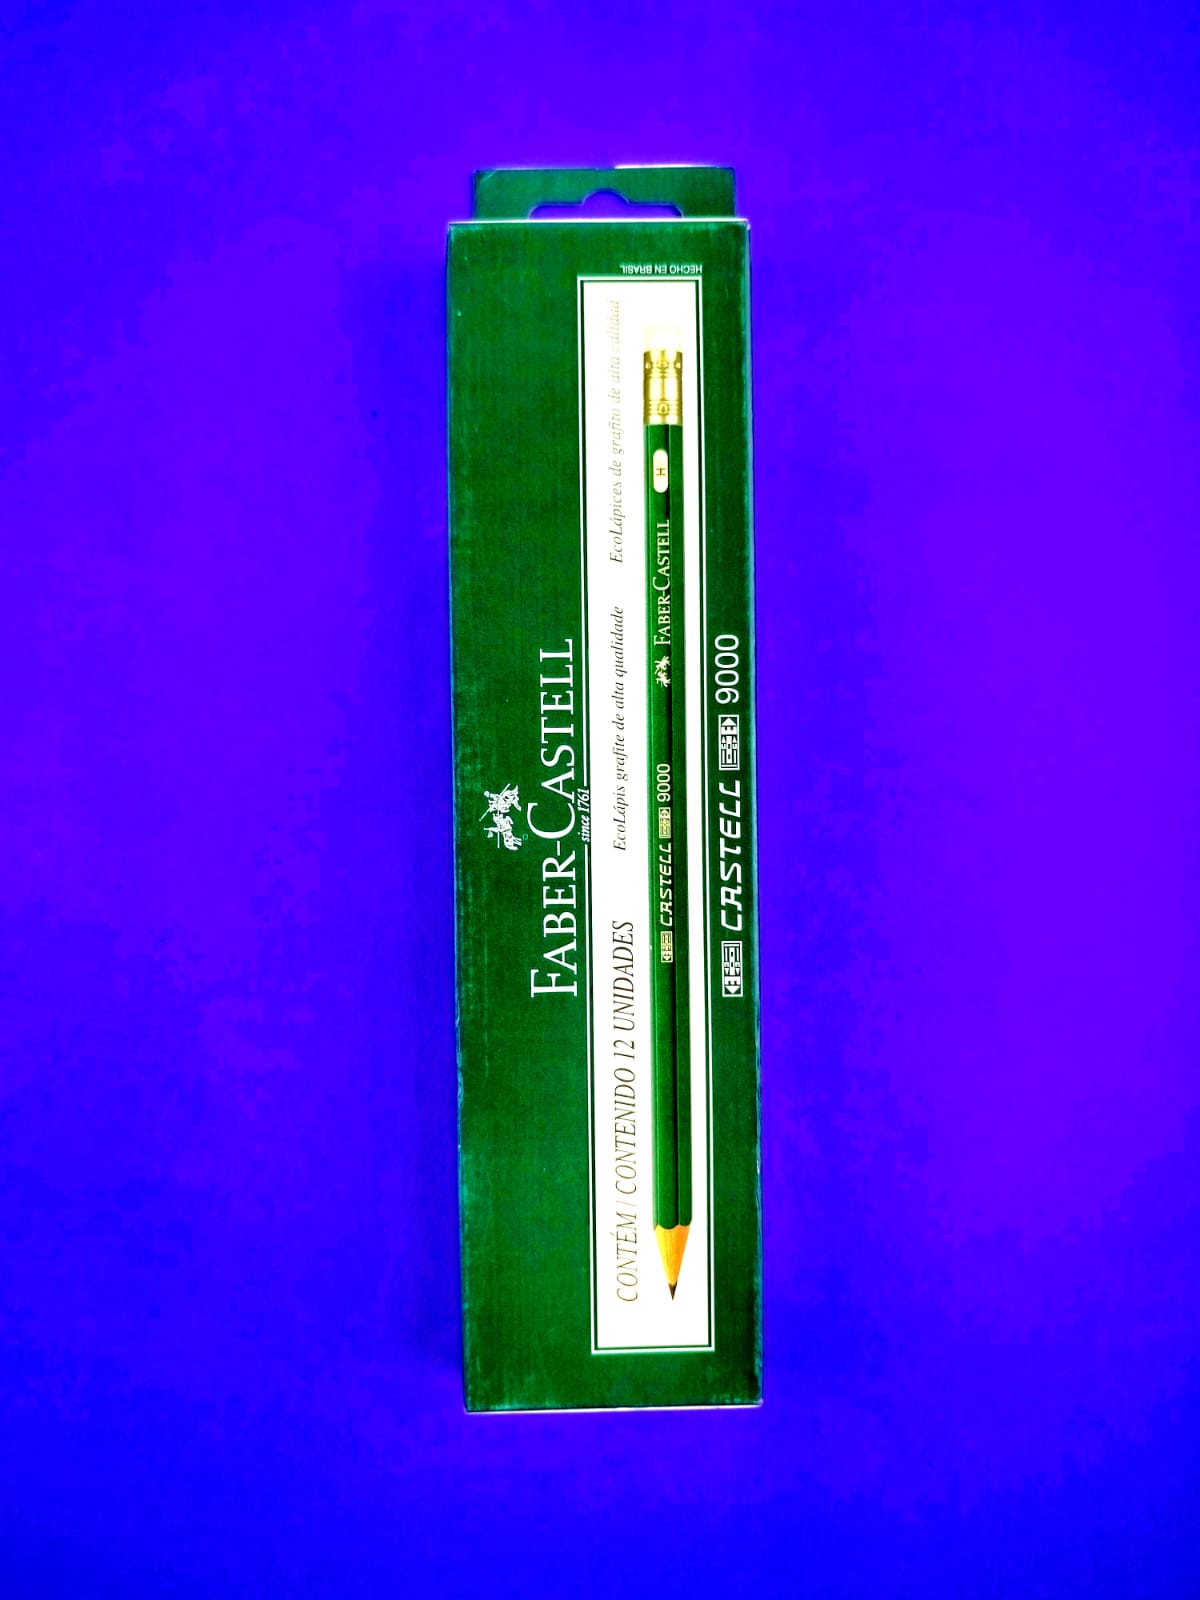 FABER-CASTELL
since 1761
CONTÉM / CONTENIDO 12 UNIDADES
EcoLápis grafite de alta qualidade
EcoLápices de grafito de alta calidad
CASTELL 9000
FABER-CASTELL
H
CASTELL 9000
HECHO EN BRASIL